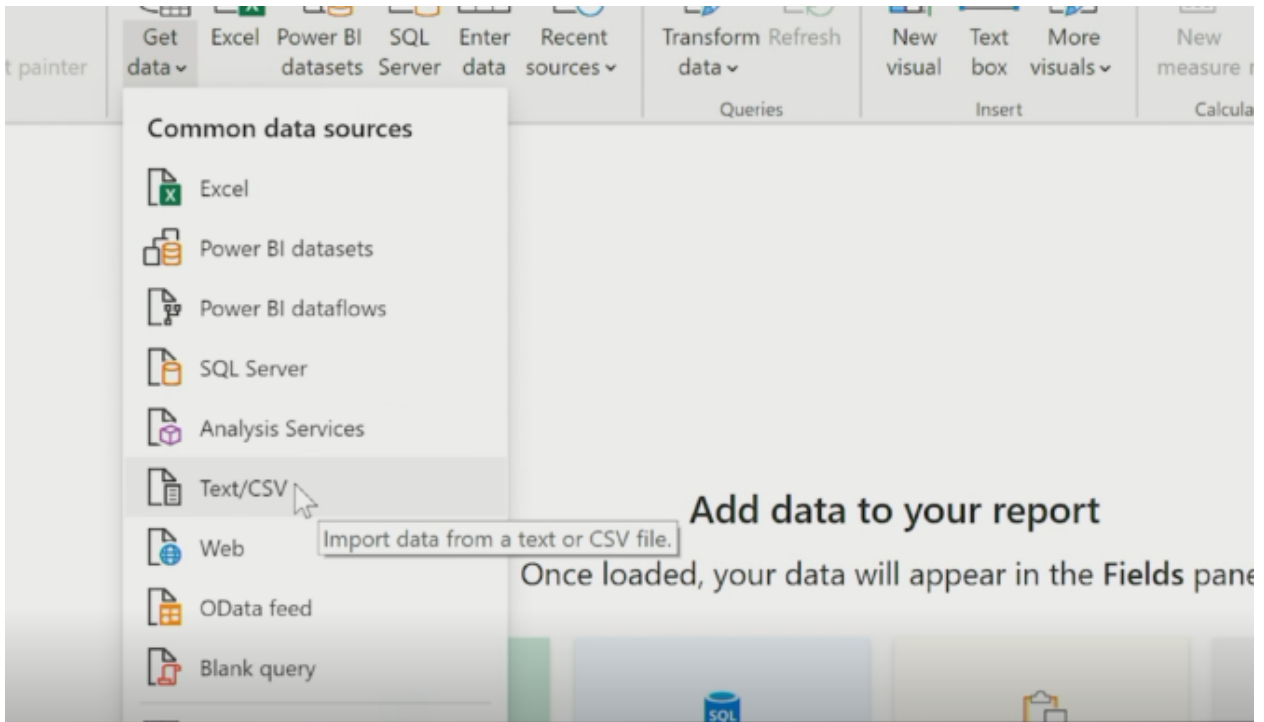 Get Excel Power BI SQL Enter Recent Transform Refresh New Text More New
t painter data datasets Server data sources data visual box visuals measure
Queries Insert Calcula
Common data sources
Excel
Power BI datasets
Power BI dataflows
SQL Server
Analysis Services
Text/CSV
Add data to your report
Import data from a text or CSV file.
Web
Once loaded, your data will appear in the Fields pane
OData feed
Blank query
SQL